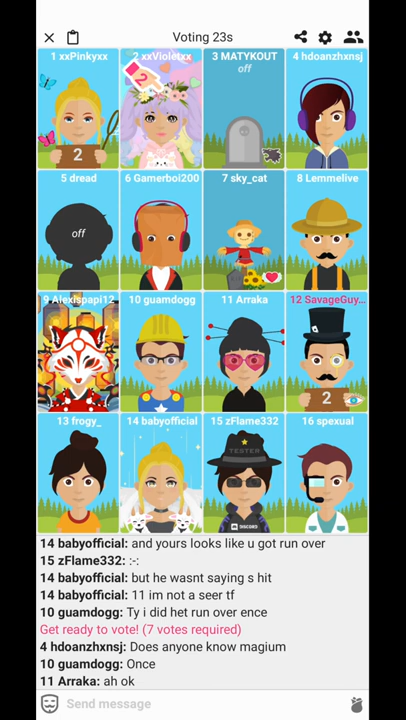 Voting 23s
1 xxPinkyxx
2 xxVioletxx
3 MATYKOUT
4 hdoanzhxnsj
off
2
2
5 dread
6 Gamerboi200
7 sky_cat
8 Lemmelive
off
9 Alexispapi12
10 guamdogg
11 Arraka
12 SavageGuy...
2
13 frogy_
14 babyofficial
15 zFlame332
16 spexual
TESTER
DISCORD
14 babyofficial: and yours looks like u got run over
15 zFlame332: :-:
14 babyofficial: but he wasnt saying s hit
14 babyofficial: 11 im not a seer tf
10 guamdogg: Ty i did het run over ence
Get ready to vote! (7 votes required)
4 hdoanzhxnsj: Does anyone know magium
10 guamdogg: Once
11 Arraka: ah ok
Send message